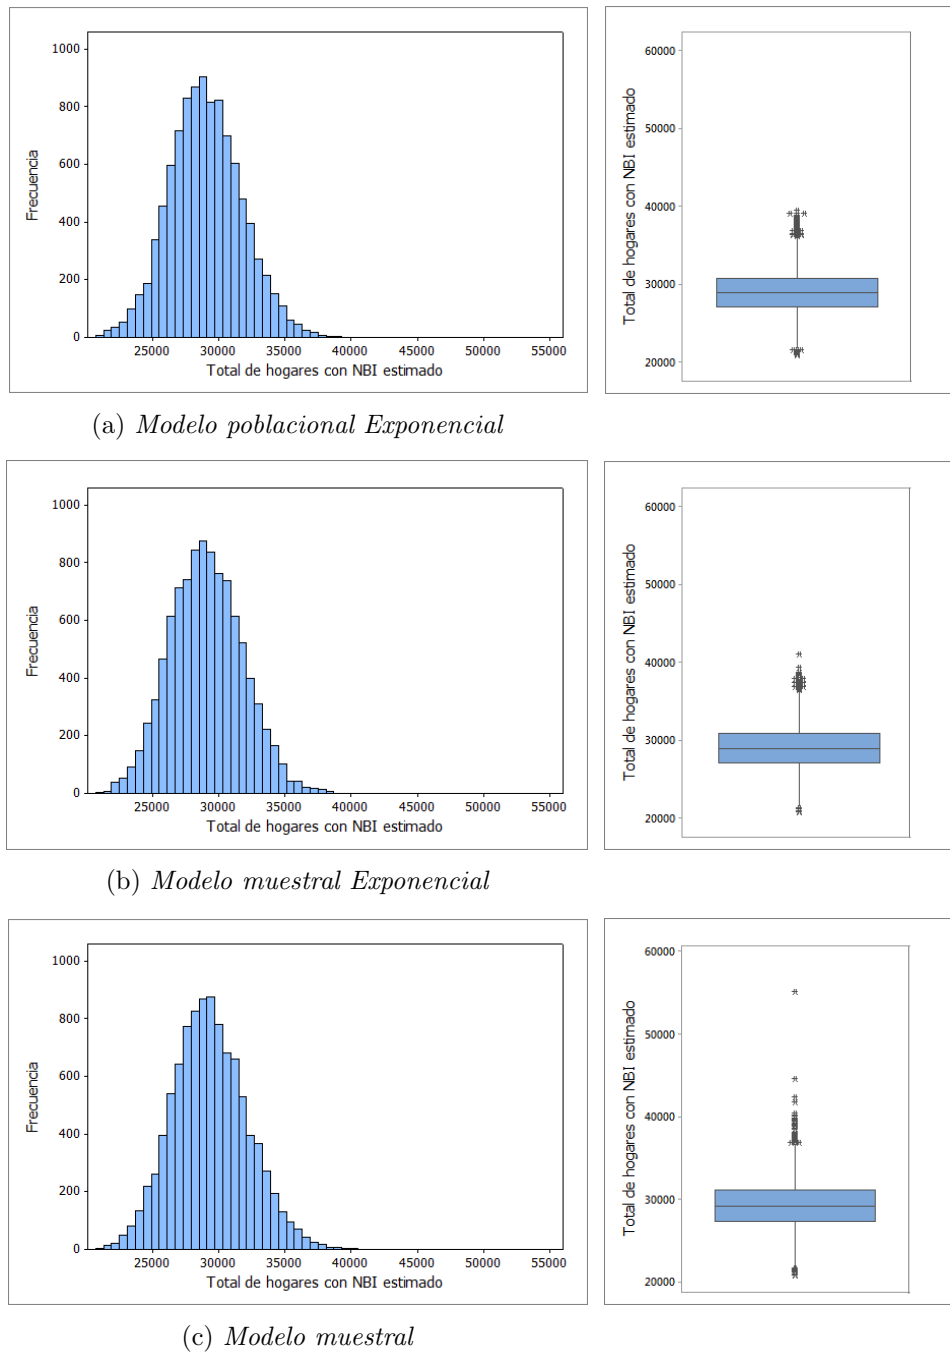 1000
800
600
400
200
0
Frecuencia
25000 30000 35000 40000 45000 50000 55000
Total de hogares con NBI estimado
60000
50000
40000
30000
20000
Total de hogares con NBI estimado
(a) Modelo poblacional Exponencial
1000
800
600
400
200
0
Frecuencia
25000 30000 35000 40000 45000 50000 55000
Total de hogares con NBI estimado
60000
50000
40000
30000
20000
Total de hogares con NBI estimado
(b) Modelo muestral Exponencial
1000
800
600
400
200
0
Frecuencia
25000 30000 35000 40000 45000 50000 55000
Total de hogares con NBI estimado
60000
50000
40000
30000
20000
Total de hogares con NBI estimado
(c) Modelo muestral